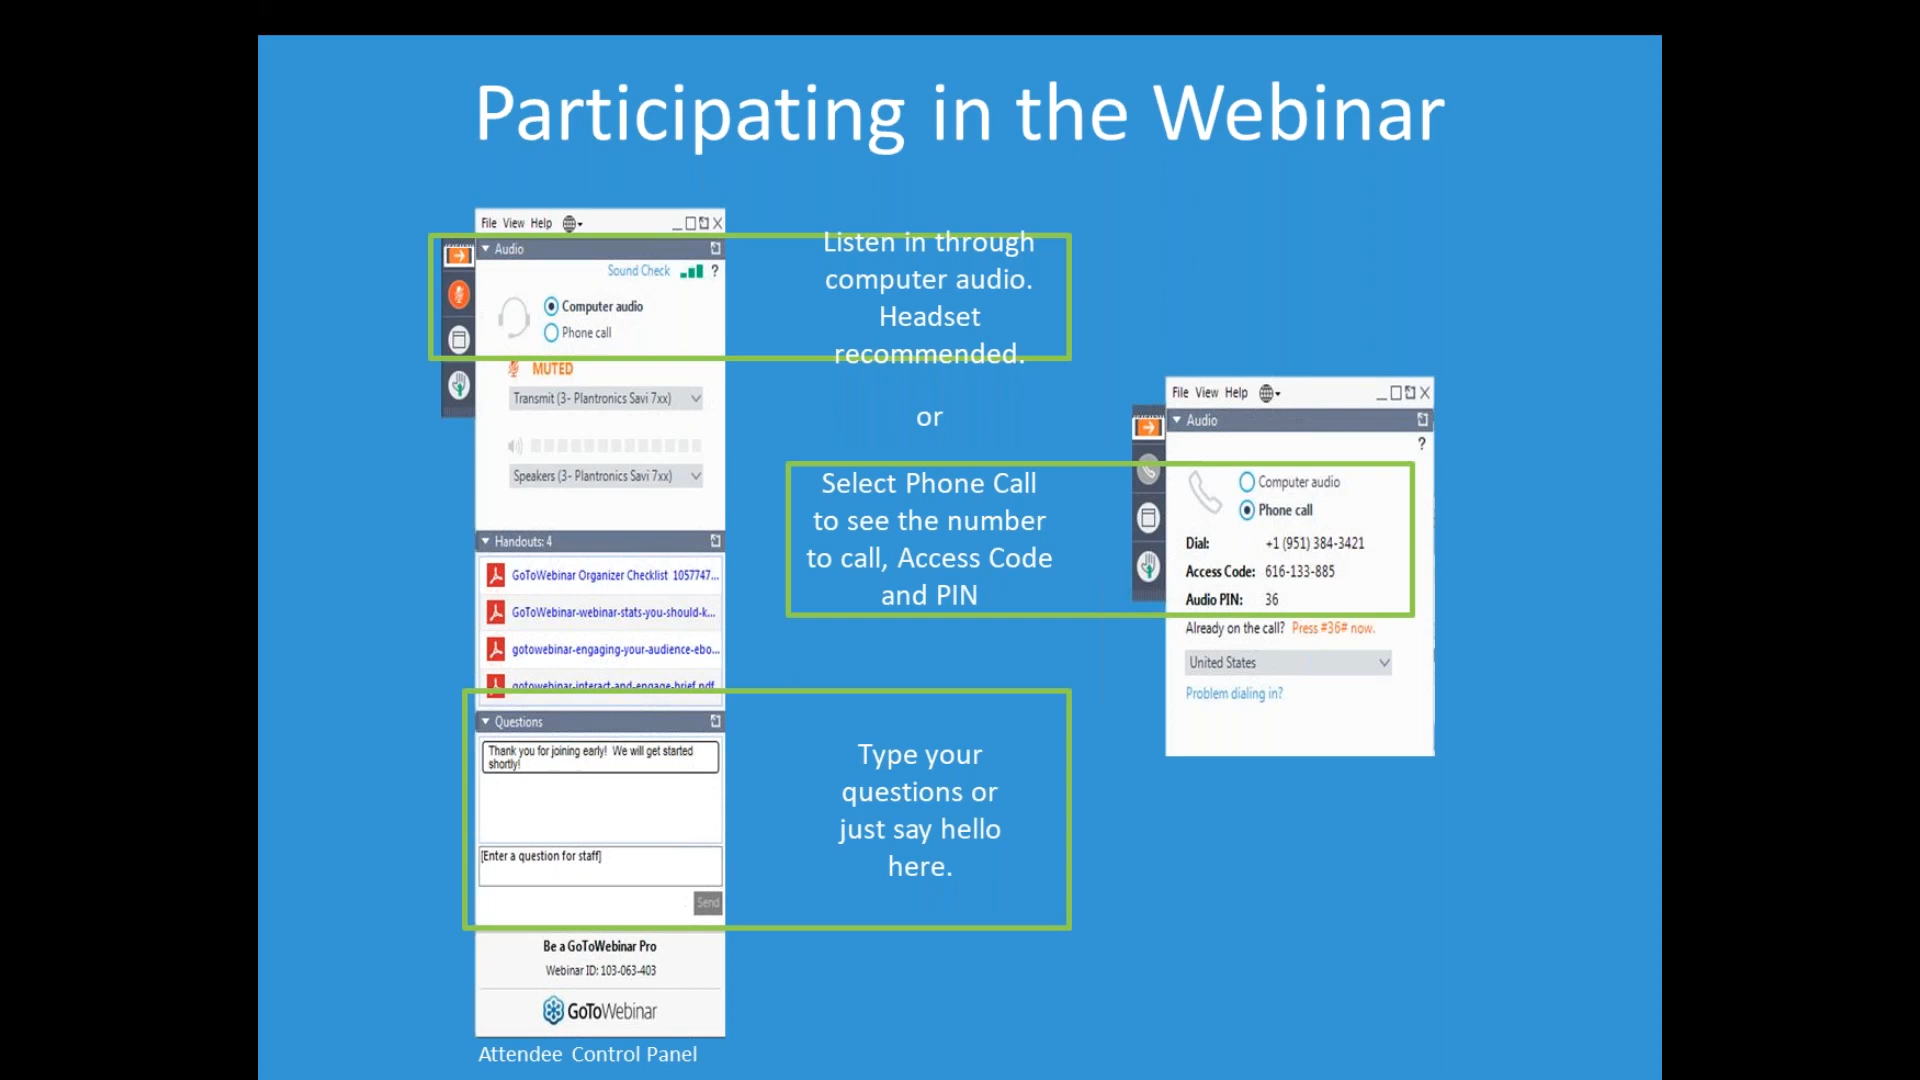 Participating in the Webinar
File View Help
Audio
Sound Check ?
Computer audio
Phone call
MUTED
Transmit (3- Plantronics Savi 7xx)
Speakers (3- Plantronics Savi 7xx)
Handouts: 4
GoToWebinar Organizer Checklist 1057747...
GoToWebinar-webinar-stats-you-should-k...
gotowebinar-engaging-your-audience-ebo...
gotowebinar-interact-and-engage-brief.pdf
Questions
Thank you for joining early! We will get started
shortly!
[Enter a question for staff]
Send
Be a GoToWebinar Pro
Webinar ID: 103-063-403
GoToWebinar
Attendee Control Panel
Listen in through
computer audio.
Headset
recommended.
or
Select Phone Call
to see the number
to call, Access Code
and PIN
Type your
questions or
just say hello
here.
File View Help
Audio
?
Computer audio
Phone call
Dial: +1 (951) 384-3421
Access Code: 616-133-885
Audio PIN: 36
Already on the call? Press #36# now.
United States
Problem dialing in?